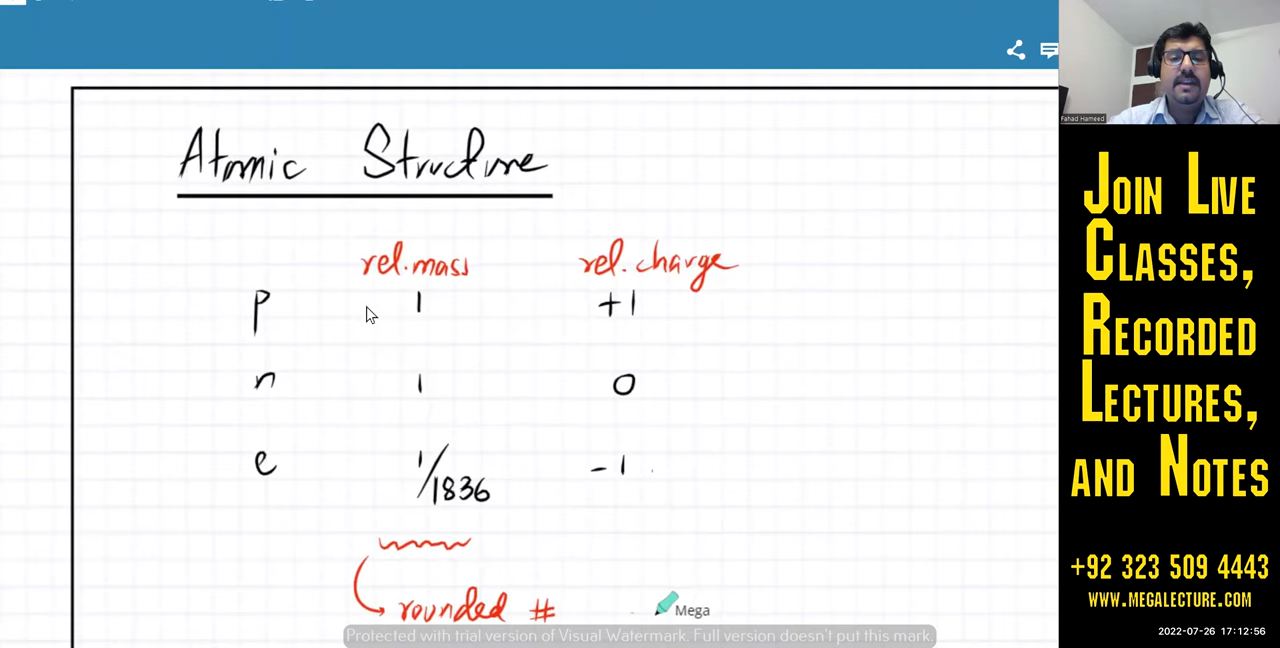 Atomic Structure
rel.mass rel.charge
p 1 +1
n 1 0
e 1/1836 -1
rounded #
Mega
Protected with trial version of Visual Watermark. Full version doesn't put this mark.
Fahad Hameed
Join Live
Classes,
Recorded
Lectures,
and Notes
+92 323 509 4443
www.megalecture.com
2022-07-26 17:12:56